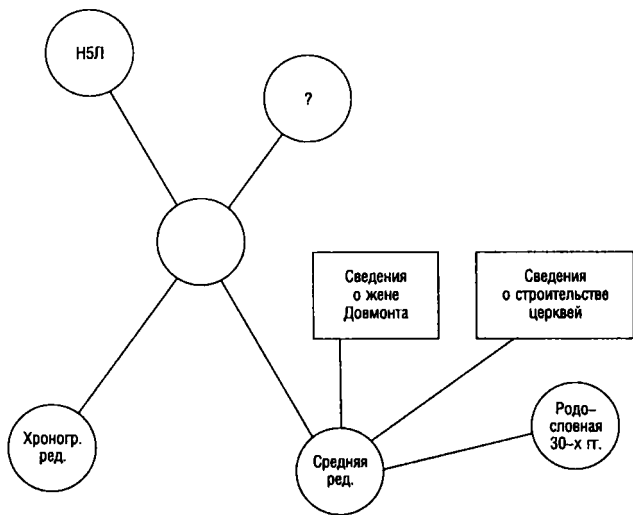 Н5Л
?
Сведения
о жене
Довмонта
Сведения
о строительстве
церквей
Хроногр.
ред.
Средняя
ред.
Родо-
словная
30-х гг.